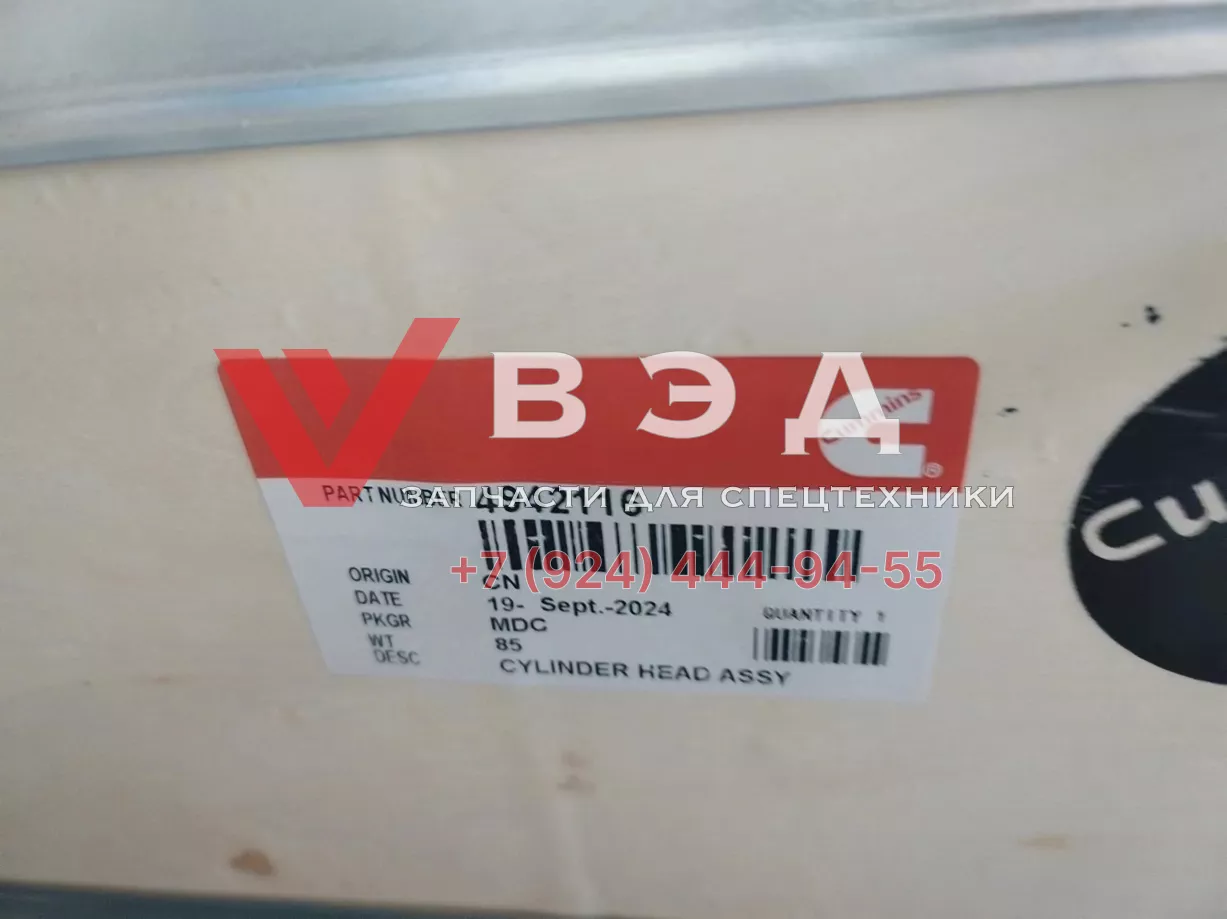 ВЭД
Cummins
®
PART NUMBER
ЗАПЧАСТИ ДЛЯ СПЕЦТЕХНИКИ
+7 (924) 444-94-55
ORIGIN CN
DATE 19- Sept.-2024
PKGR MDC
QUANTITY 1
WT 85
DESC CYLINDER HEAD ASSY
Cu